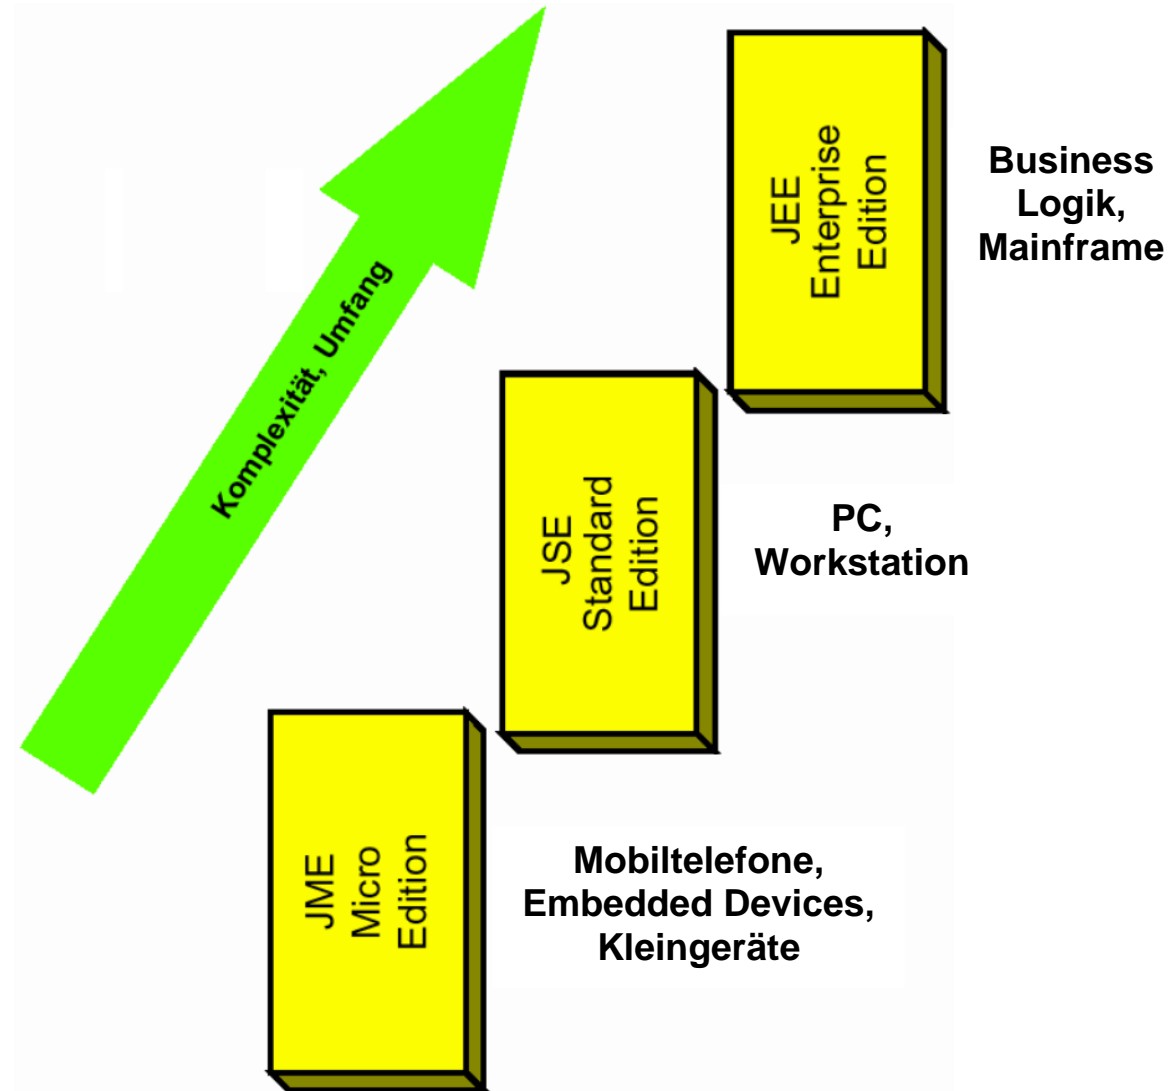 Komplexität, Umfang
JEE
Enterprise
Edition
Business
Logik,
Mainframe
JSE
Standard
Edition
PC,
Workstation
JME
Micro
Edition
Mobiltelefone,
Embedded Devices,
Kleingeräte